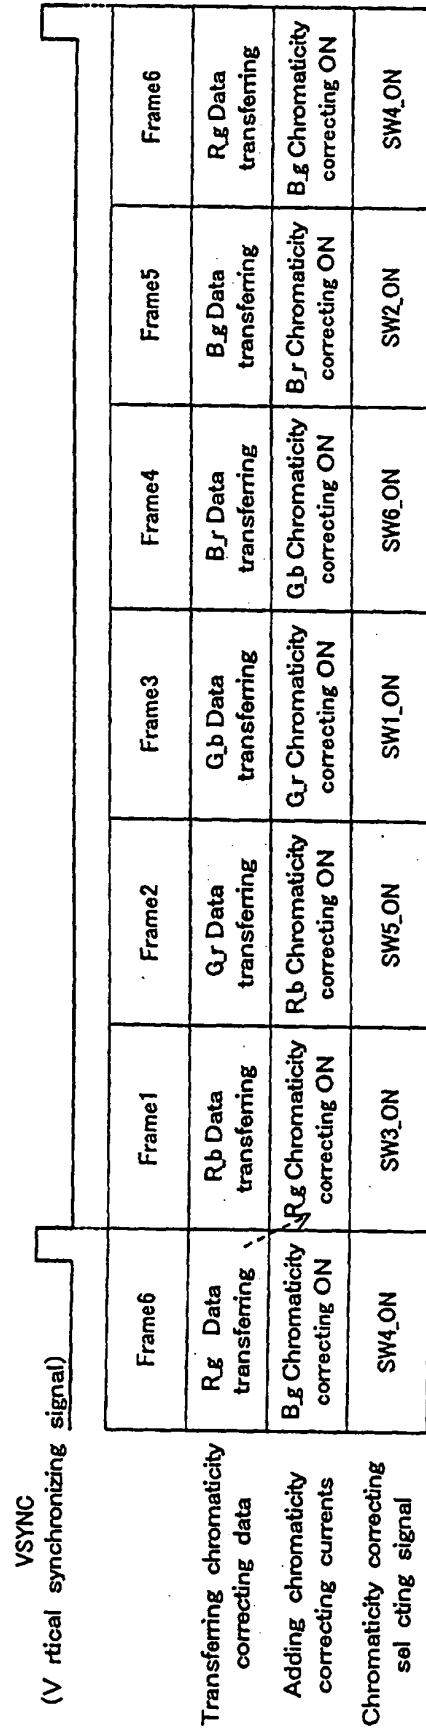 VSYNC
(V rtical synchronizing signal)
Frame6 Frame1 Frame2 Frame3 Frame4 Frame5 Frame6
Transferring chromaticity
correcting data
R_g Data
transferring
R_b Data
transferring
G_r Data
transferring
G_b Data
transferring
B_r Data
transferring
B_g Data
transferring
R_g Data
transferring
Adding chromaticity
correcting currents
B_g Chromaticity
correcting ON
R_g Chromaticity
correcting ON
R_b Chromaticity
correcting ON
G_r Chromaticity
correcting ON
G_b Chromaticity
correcting ON
B_r Chromaticity
correcting ON
B_g Chromaticity
correcting ON
Chromaticity correcting
sel cting signal
SW4_ON SW3_ON SW5_ON SW1_ON SW6_ON SW2_ON SW4_ON